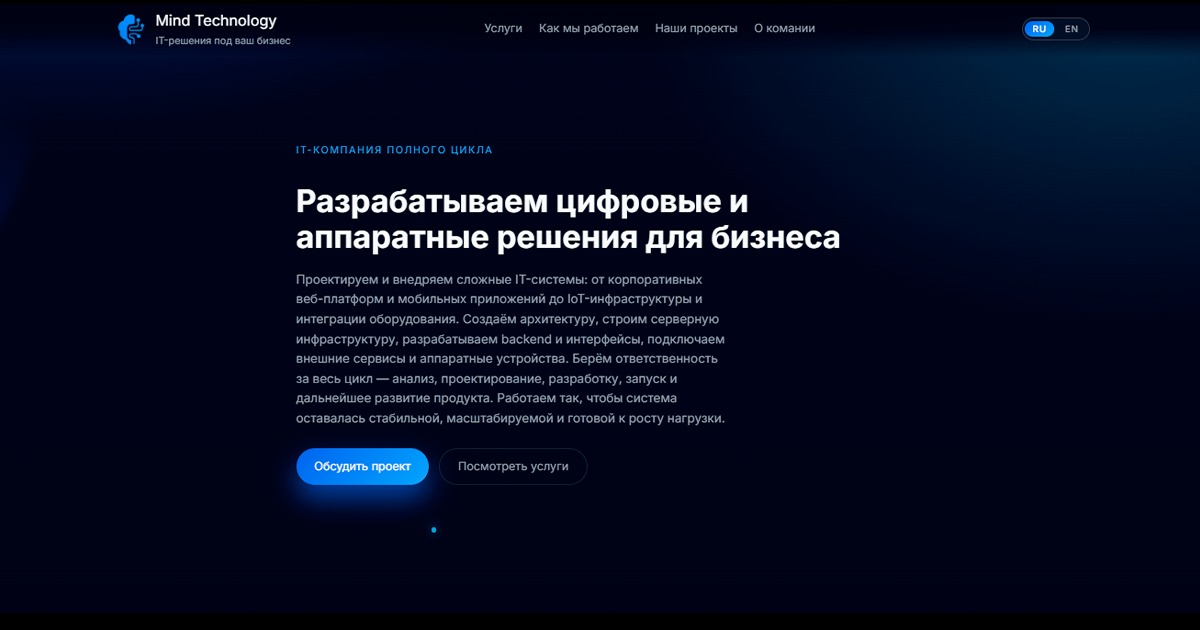 Mind Technology
IT-решения под ваш бизнес
Услуги
Как мы работаем
Наши проекты
О комании
RU
EN
IT-КОМПАНИЯ ПОЛНОГО ЦИКЛА
Разрабатываем цифровые и
аппаратные решения для бизнеса
Проектируем и внедряем сложные IT-системы: от корпоративных
веб-платформ и мобильных приложений до IoT-инфраструктуры и
интеграции оборудования. Создаём архитектуру, строим серверную
инфраструктуру, разрабатываем backend и интерфейсы, подключаем
внешние сервисы и аппаратные устройства. Берём ответственность
за весь цикл — анализ, проектирование, разработку, запуск и
дальнейшее развитие продукта. Работаем так, чтобы система
оставалась стабильной, масштабируемой и готовой к росту нагрузки.
Обсудить проект
Посмотреть услуги